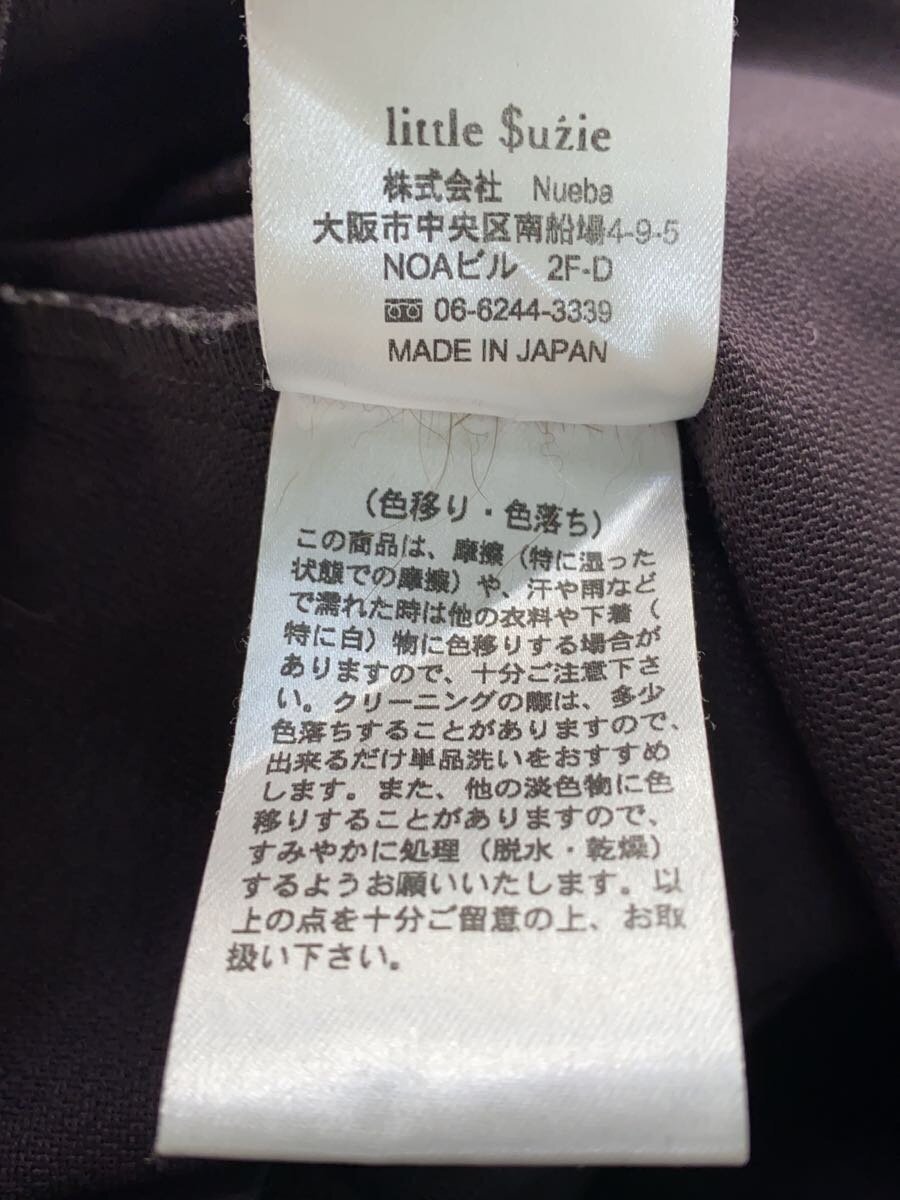 little $uźie
株式会社 Nueba
大阪市中央区南船場4-9-5
NOAビル 2F-D
06-6244-3339
MADE IN JAPAN
(色移り・色落ち)
この商品は、摩擦(特に湿った
状態での摩擦)や、汗や雨など
で濡れた時は他の衣料や下着(
特に白)物に色移りする場合が
ありますので、十分ご注意下さ
い。クリーニングの際は、多少
色落ちすることがありますので、
出来るだけ単品洗いをおすすめ
します。また、他の淡色物に色
移りすることがありますので、
すみやかに処理(脱水・乾燥)
するようお願いいたします。以
上の点を十分ご留意の上、お取
扱い下さい。